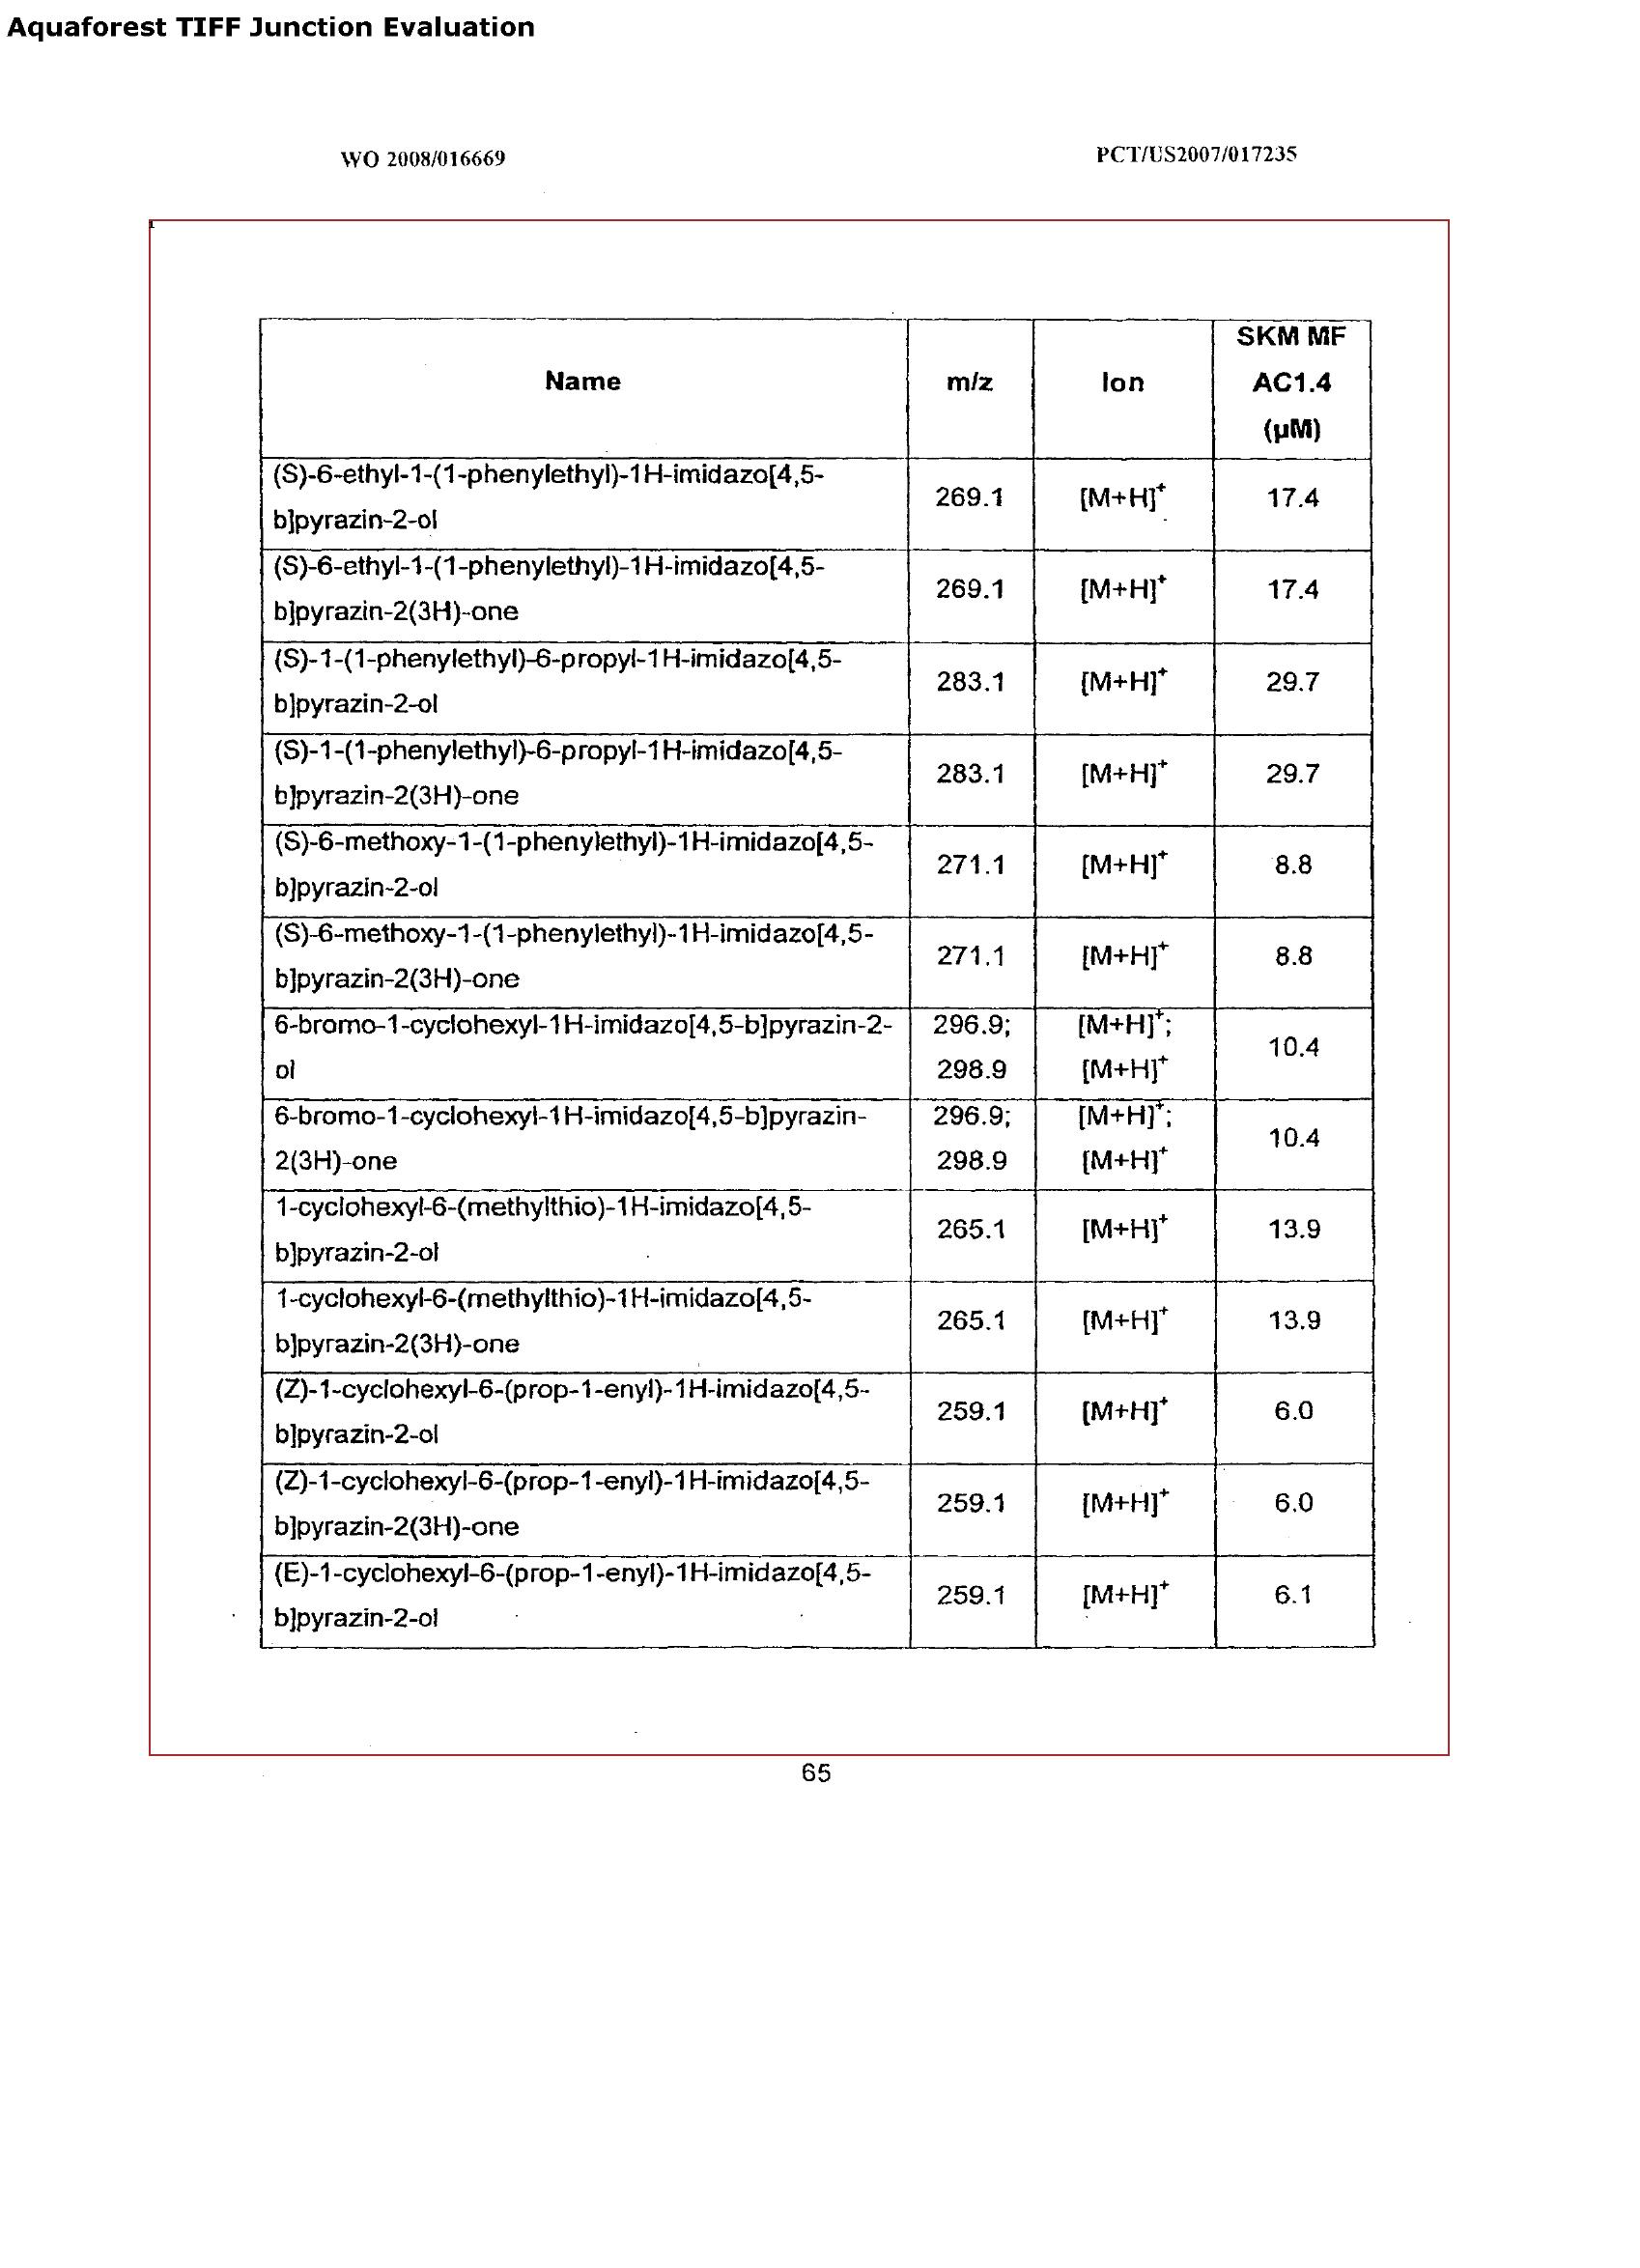 Aquaforest TIFF Junction Evaluation
WO 2008/016669 PCT/US2007/017235
Name m/z Ion SKM MF AC1.4 (µM)
(S)-6-ethyl-1-(1-phenylethyl)-1H-imidazo[4,5-
b]pyrazin-2-ol 269.1 [M+H]+ 17.4
(S)-6-ethyl-1-(1-phenylethyl)-1H-imidazo[4,5-
b]pyrazin-2(3H)-one 269.1 [M+H]+ 17.4
(S)-1-(1-phenylethyl)-6-propyl-1H-imidazo[4,5-
b]pyrazin-2-ol 283.1 [M+H]+ 29.7
(S)-1-(1-phenylethyl)-6-propyl-1H-imidazo[4,5-
b]pyrazin-2(3H)-one 283.1 [M+H]+ 29.7
(S)-6-methoxy-1-(1-phenylethyl)-1H-imidazo[4,5-
b]pyrazin-2-ol 271.1 [M+H]+ 8.8
(S)-6-methoxy-1-(1-phenylethyl)-1H-imidazo[4,5-
b]pyrazin-2(3H)-one 271.1 [M+H]+ 8.8
6-bromo-1-cyclohexyl-1H-imidazo[4,5-b]pyrazin-2- 296.9; [M+H]+;
ol 298.9 [M+H]+ 10.4
6-bromo-1-cyclohexyl-1H-imidazo[4,5-b]pyrazin- 296.9; [M+H]+;
2(3H)-one 298.9 [M+H]+ 10.4
1-cyclohexyl-6-(methylthio)-1H-imidazo[4,5-
b]pyrazin-2-ol 265.1 [M+H]+ 13.9
1-cyclohexyl-6-(methylthio)-1H-imidazo[4,5-
b]pyrazin-2(3H)-one 265.1 [M+H]+ 13.9
(Z)-1-cyclohexyl-6-(prop-1-enyl)-1H-imidazo[4,5-
b]pyrazin-2-ol 259.1 [M+H]+ 6.0
(Z)-1-cyclohexyl-6-(prop-1-enyl)-1H-imidazo[4,5-
b]pyrazin-2(3H)-one 259.1 [M+H]+ 6.0
(E)-1-cyclohexyl-6-(prop-1-enyl)-1H-imidazo[4,5-
b]pyrazin-2-ol 259.1 [M+H]+ 6.1
65